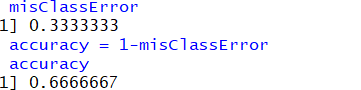 misClassError
1] 0.3333333
accuracy = 1-misClassError
accuracy
1] 0.6666667